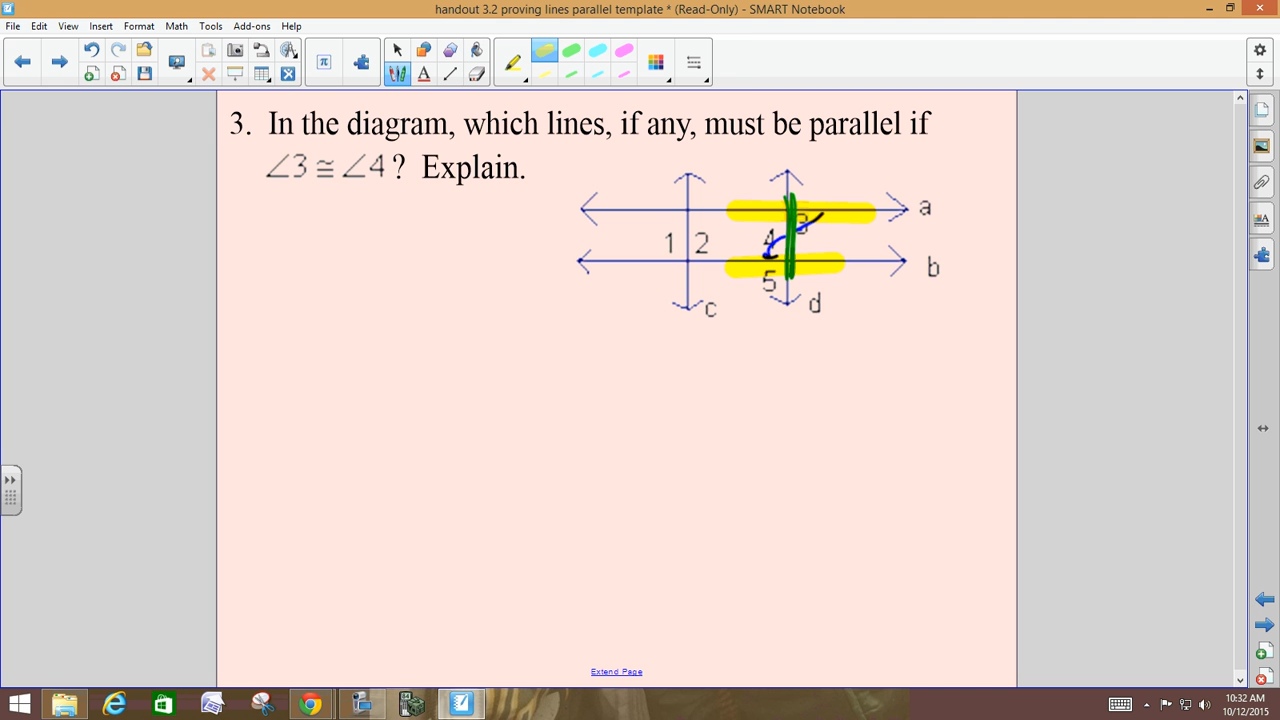 handout 3.2 proving lines parallel template * (Read-Only) - SMART Notebook
File Edit View Insert Format Math Tools Add-ons Help
3. In the diagram, which lines, if any, must be parallel if
∠3 ≅ ∠4 ? Explain.
a
3
1 2 4
b
5
c d
Extend Page
10:32 AM
10/12/2015